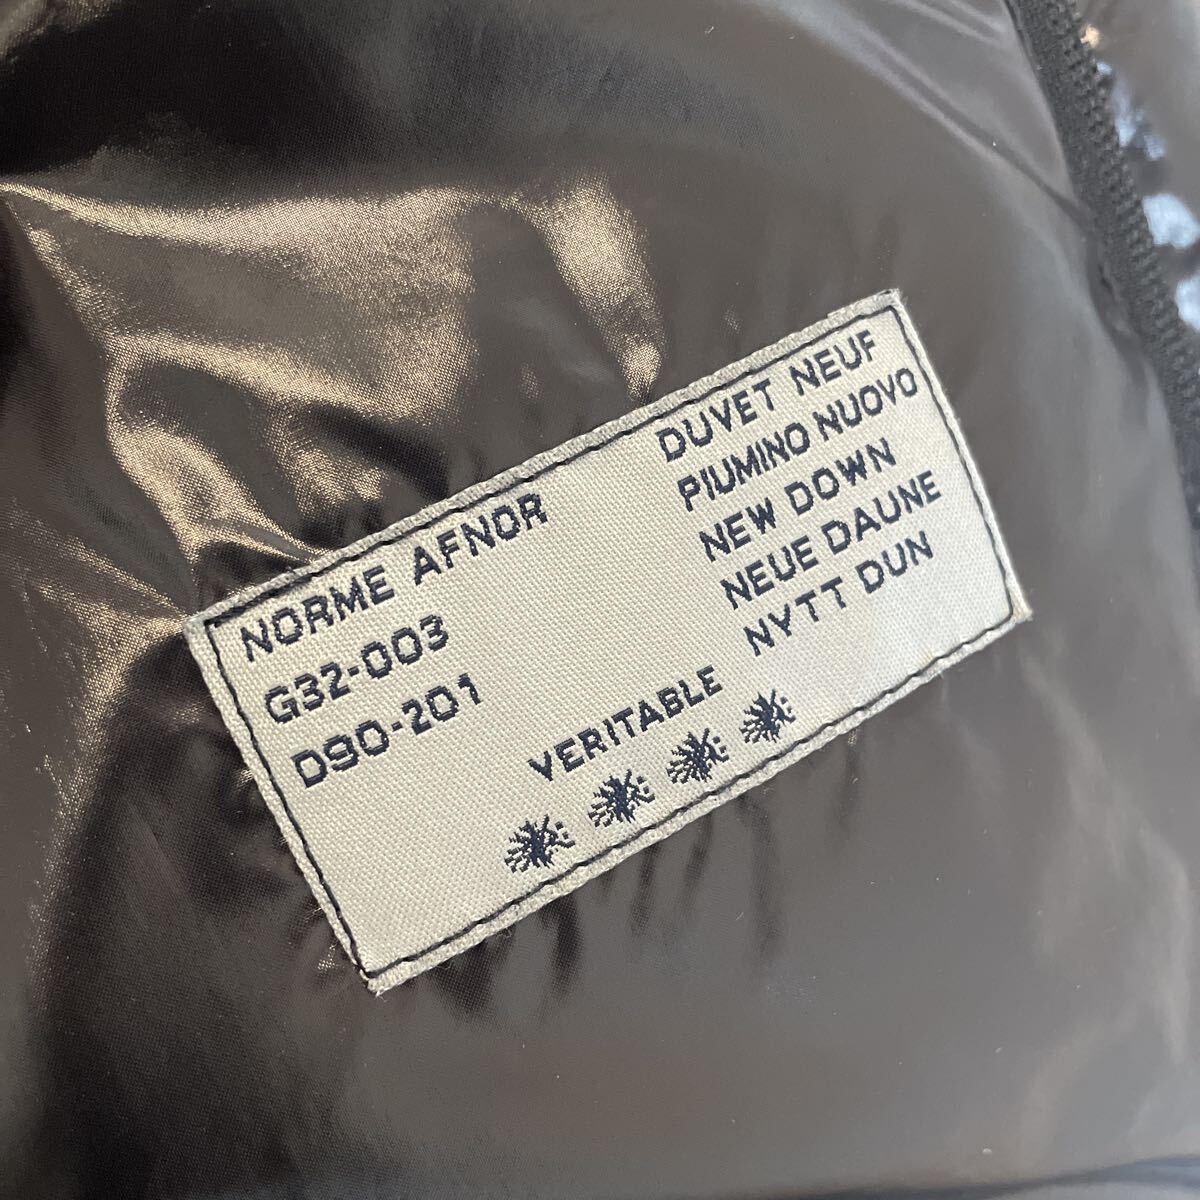 NORME AFNOR
G32-003
D90-201
DUVET NEUF
PIUMINO NUOVO
NEW DOWN
NEUE DAUNE
NYTT DUN
VERITABLE